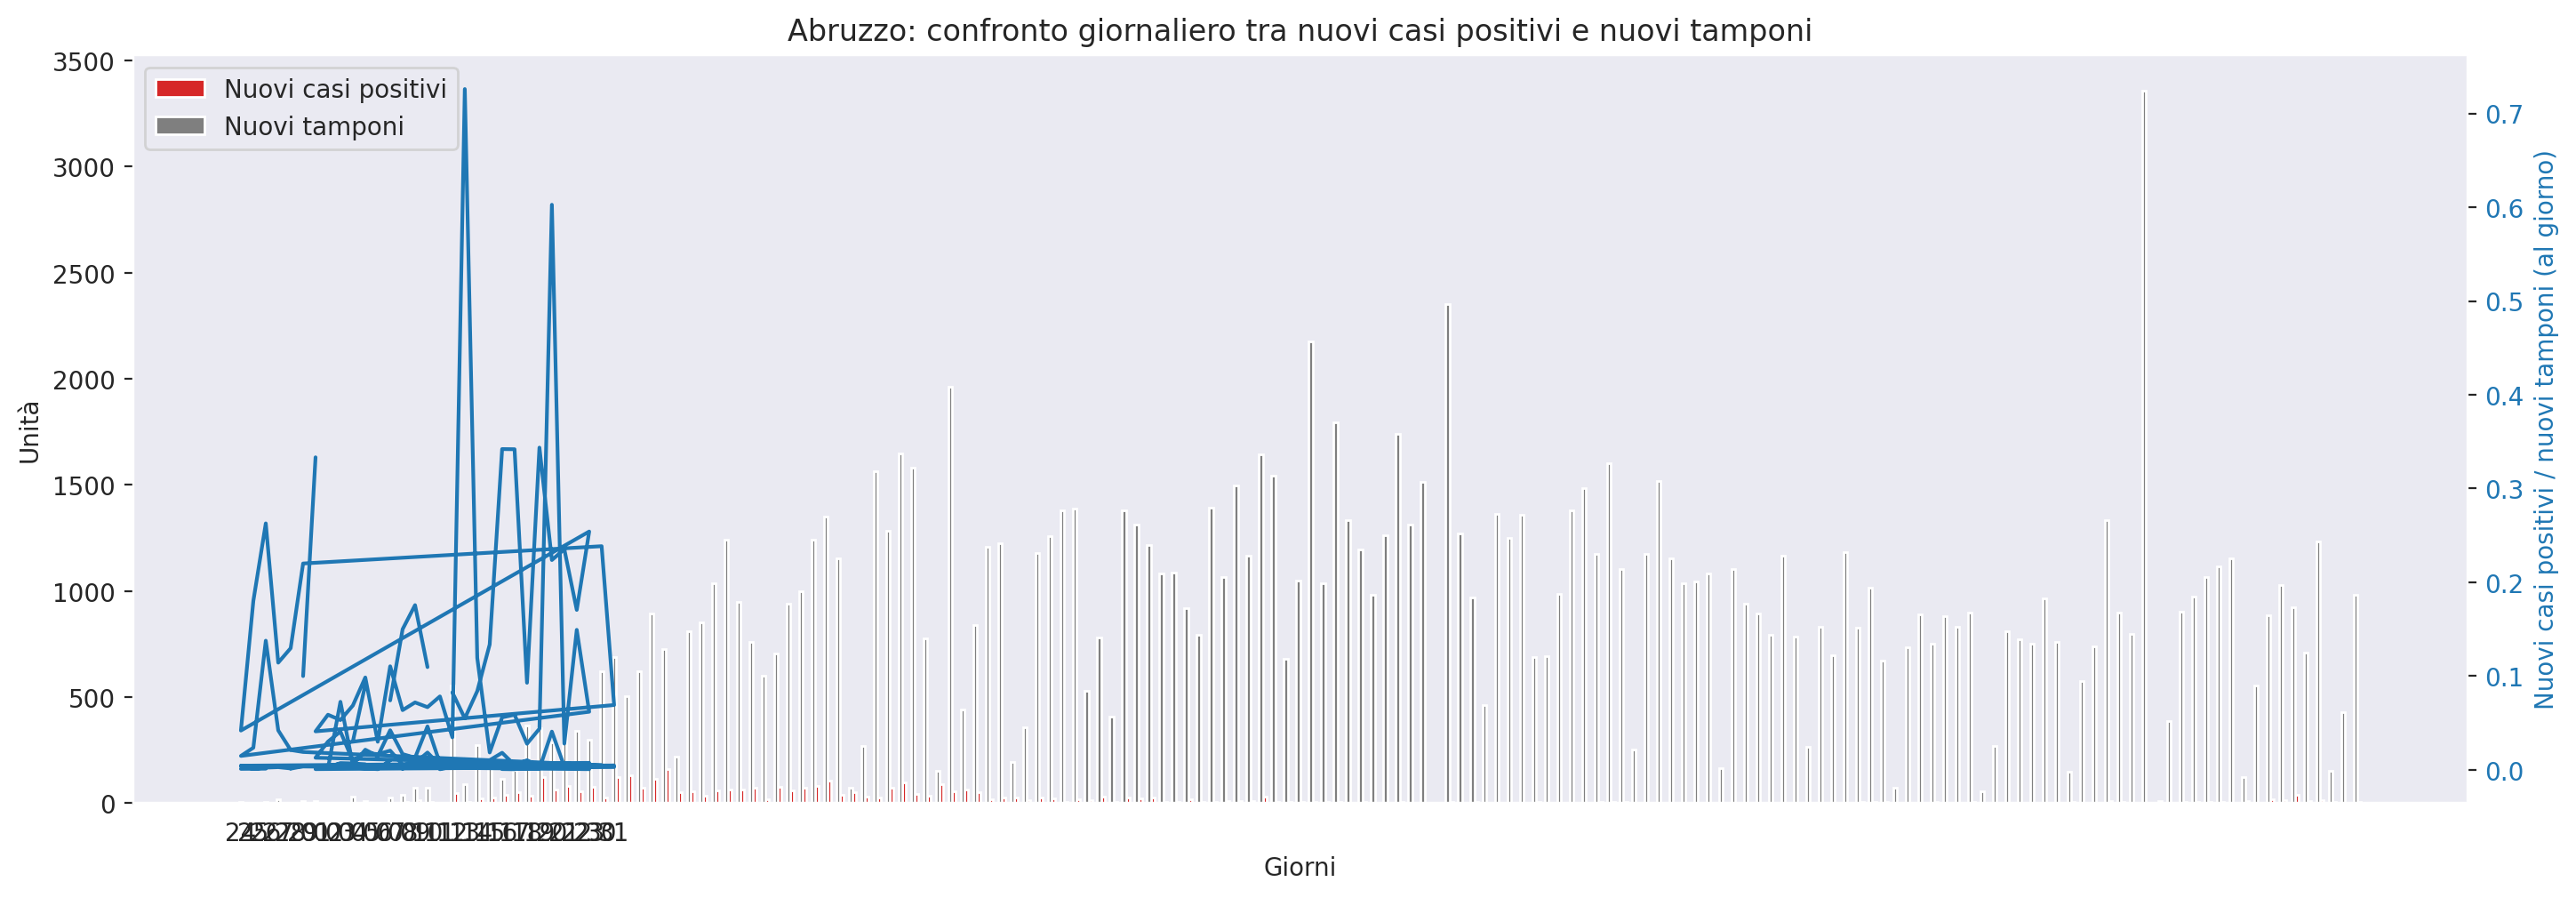 Abruzzo: confronto giornaliero tra nuovi casi positivi e nuovi tamponi
Nuovi casi positivi
Nuovi tamponi
3500
3000
2500
2000
1500
1000
500
0
Unità
0.7
0.6
0.5
0.4
0.3
0.2
0.1
0.0
Nuovi casi positivi / nuovi tamponi (al giorno)
Giorni